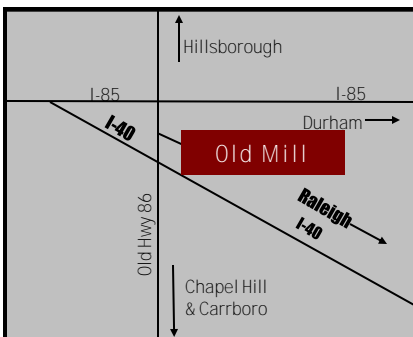 Hillsborough
I-85
I-85
I-40
Durham
Old Mill
Raleigh
I-40
Old Hwy 86
Chapel Hill
& Carrboro